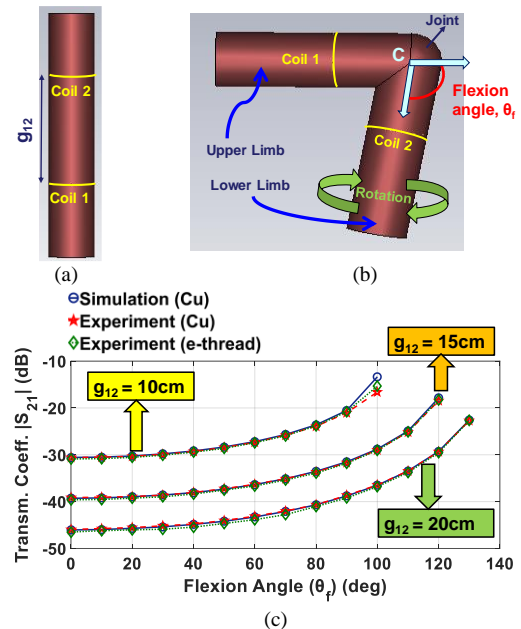 Coil 2
g12
Coil 1
(a)
Joint
Coil 1
C
Flexion
angle, θf
Coil 2
Upper Limb
Lower Limb
Rotation
(b)
Simulation (Cu)
Experiment (Cu)
Experiment (e-thread)
Transm. Coeff. |S21| (dB)
-10
-20
-30
-40
-50
g12 = 10cm
g12 = 15cm
g12 = 20cm
0 20 40 60 80 100 120 140
Flexion Angle (θf) (deg)
(c)